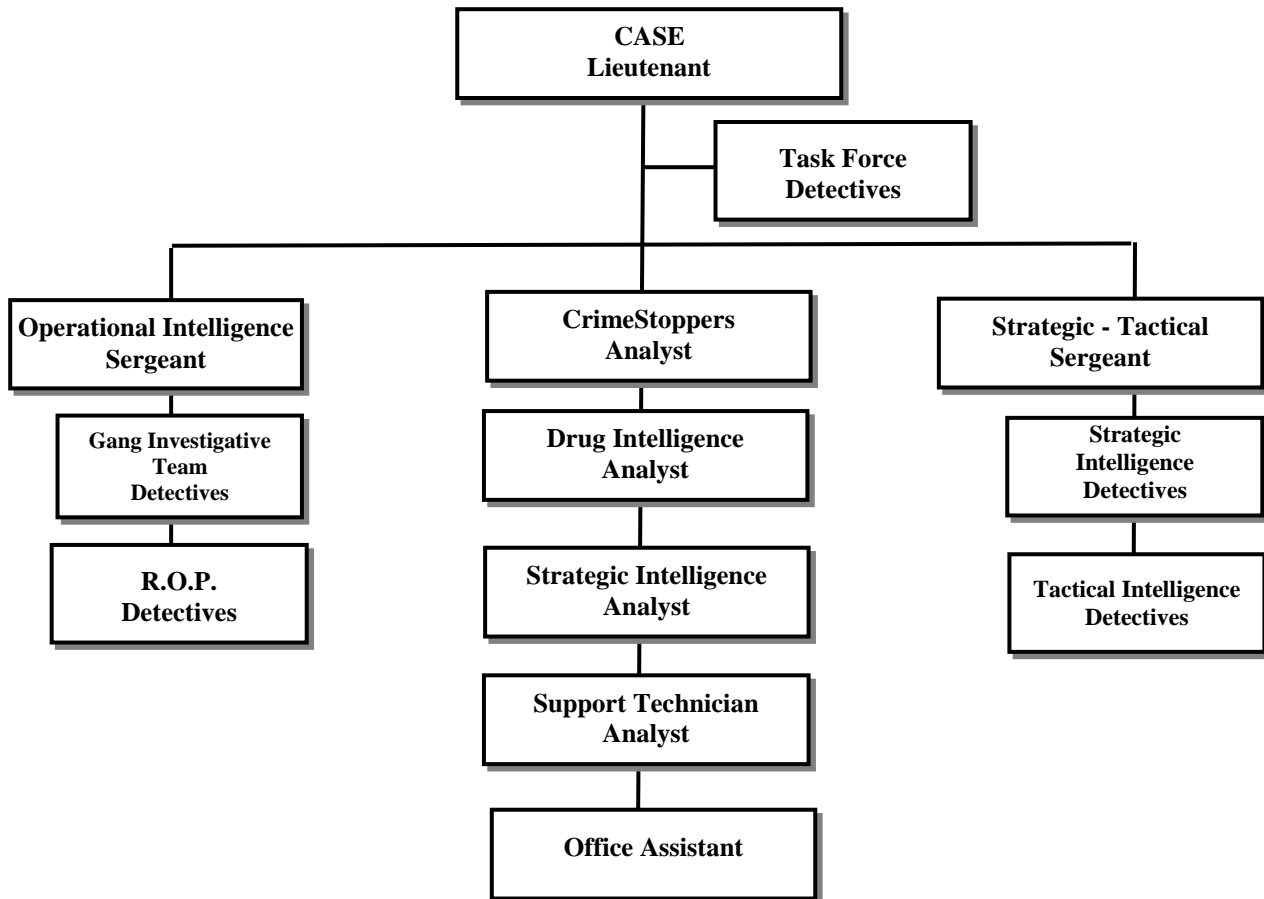 CASE
Lieutenant
Task Force
Detectives
Operational Intelligence
Sergeant
Gang Investigative
Team
Detectives
R.O.P.
Detectives
CrimeStoppers
Analyst
Drug Intelligence
Analyst
Strategic Intelligence
Analyst
Support Technician
Analyst
Office Assistant
Strategic - Tactical
Sergeant
Strategic
Intelligence
Detectives
Tactical Intelligence
Detectives